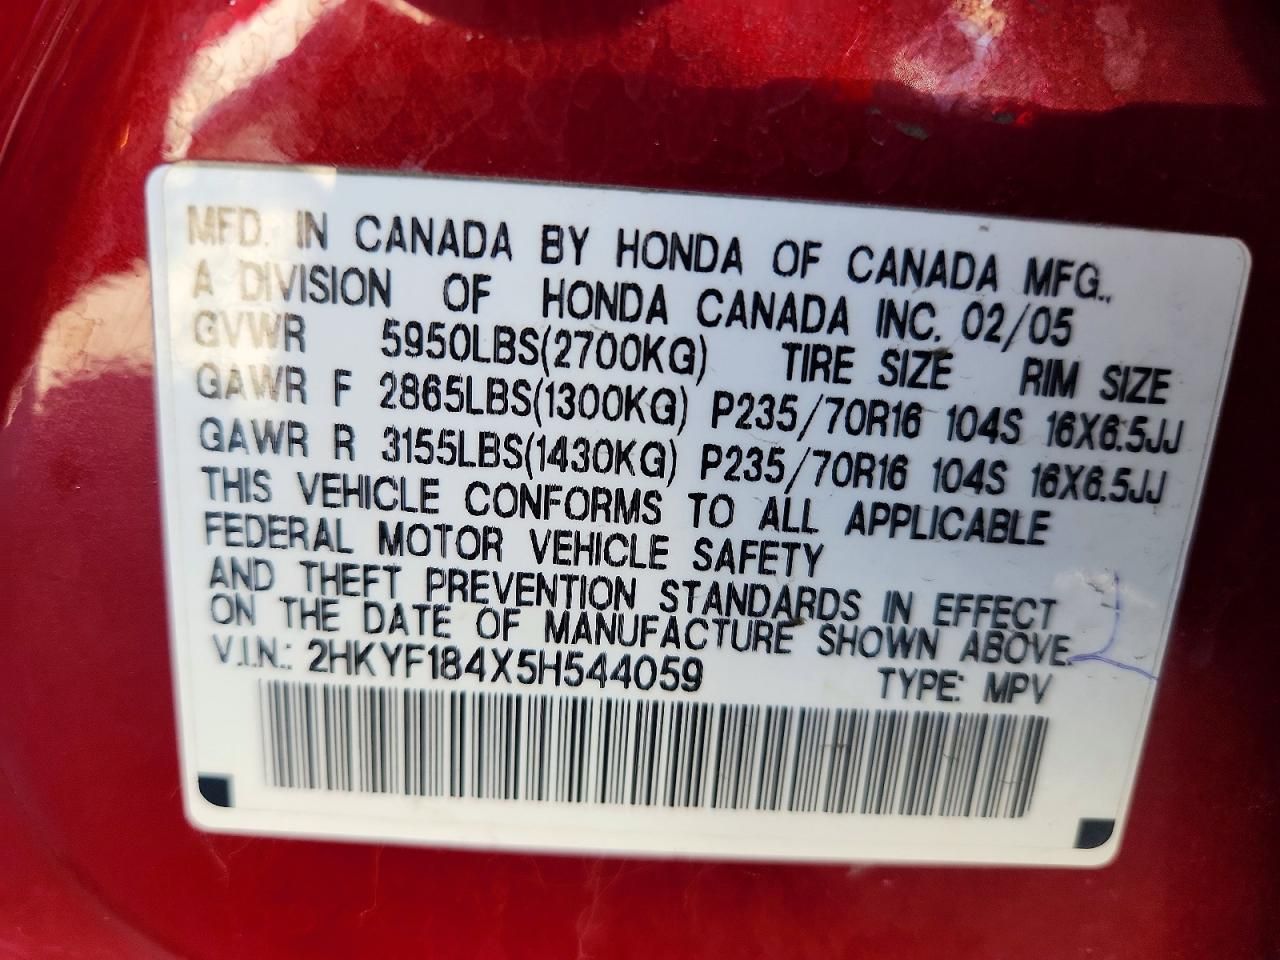 MFD. IN CANADA BY HONDA OF CANADA MFG.,
A DIVISION OF HONDA CANADA INC. 02/05
GVWR 5950LBS(2700KG) TIRE SIZE RIM SIZE
GAWR F 2865LBS(1300KG) P235/70R16 104S 16X6.5JJ
GAWR R 3155LBS(1430KG) P235/70R16 104S 16X6.5JJ
THIS VEHICLE CONFORMS TO ALL APPLICABLE
FEDERAL MOTOR VEHICLE SAFETY
AND THEFT PREVENTION STANDARDS IN EFFECT
ON THE DATE OF MANUFACTURE SHOWN ABOVE.
V.I.N.: 2HKYF184X5H544059 TYPE: MPV